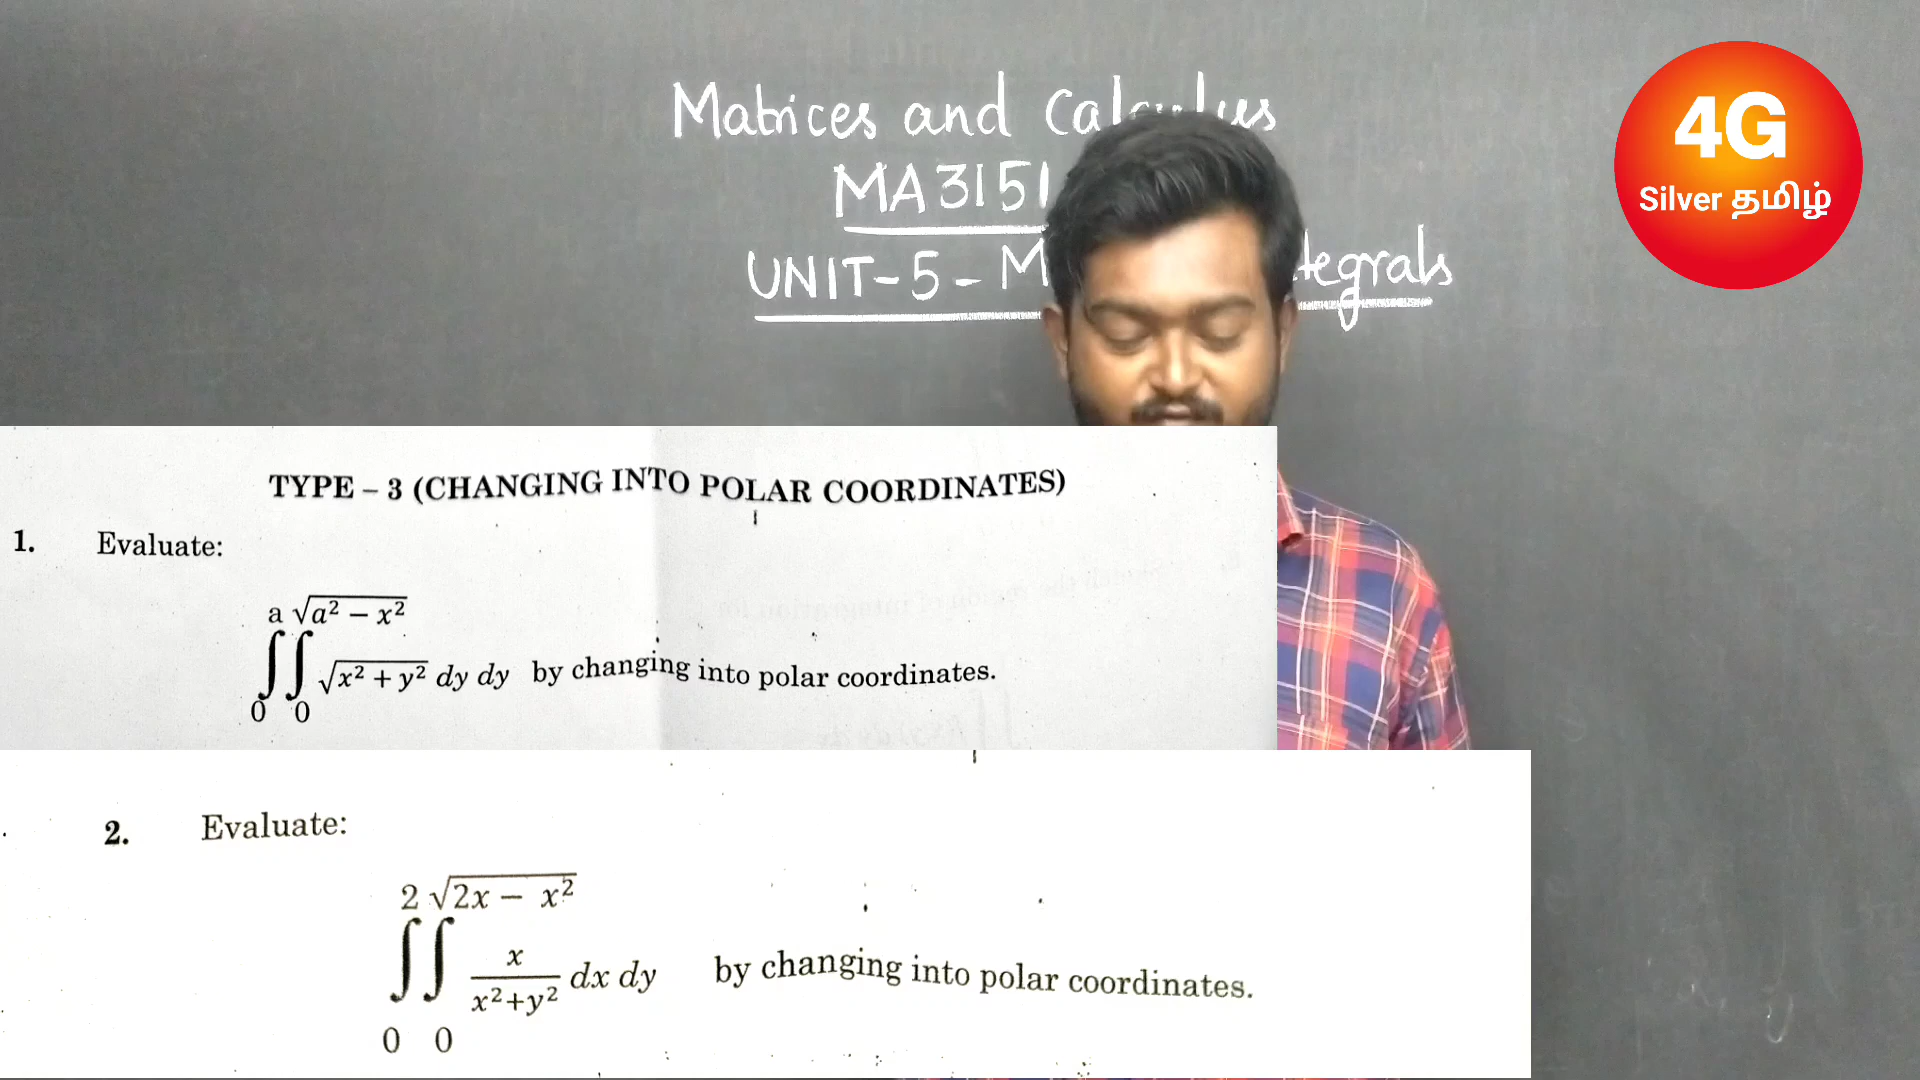 Matrices and Calculus
MA3151
UNIT-5- M tegrals
4G
Silver தமிழ்
TYPE – 3 (CHANGING INTO POLAR COORDINATES)
1. Evaluate:
a √a² – x²
∫∫ √x² + y² dy dy by changing into polar coordinates.
0 0
2. Evaluate:
2 √2x – x²
∫∫ x/x²+y² dx dy by changing into polar coordinates.
0 0